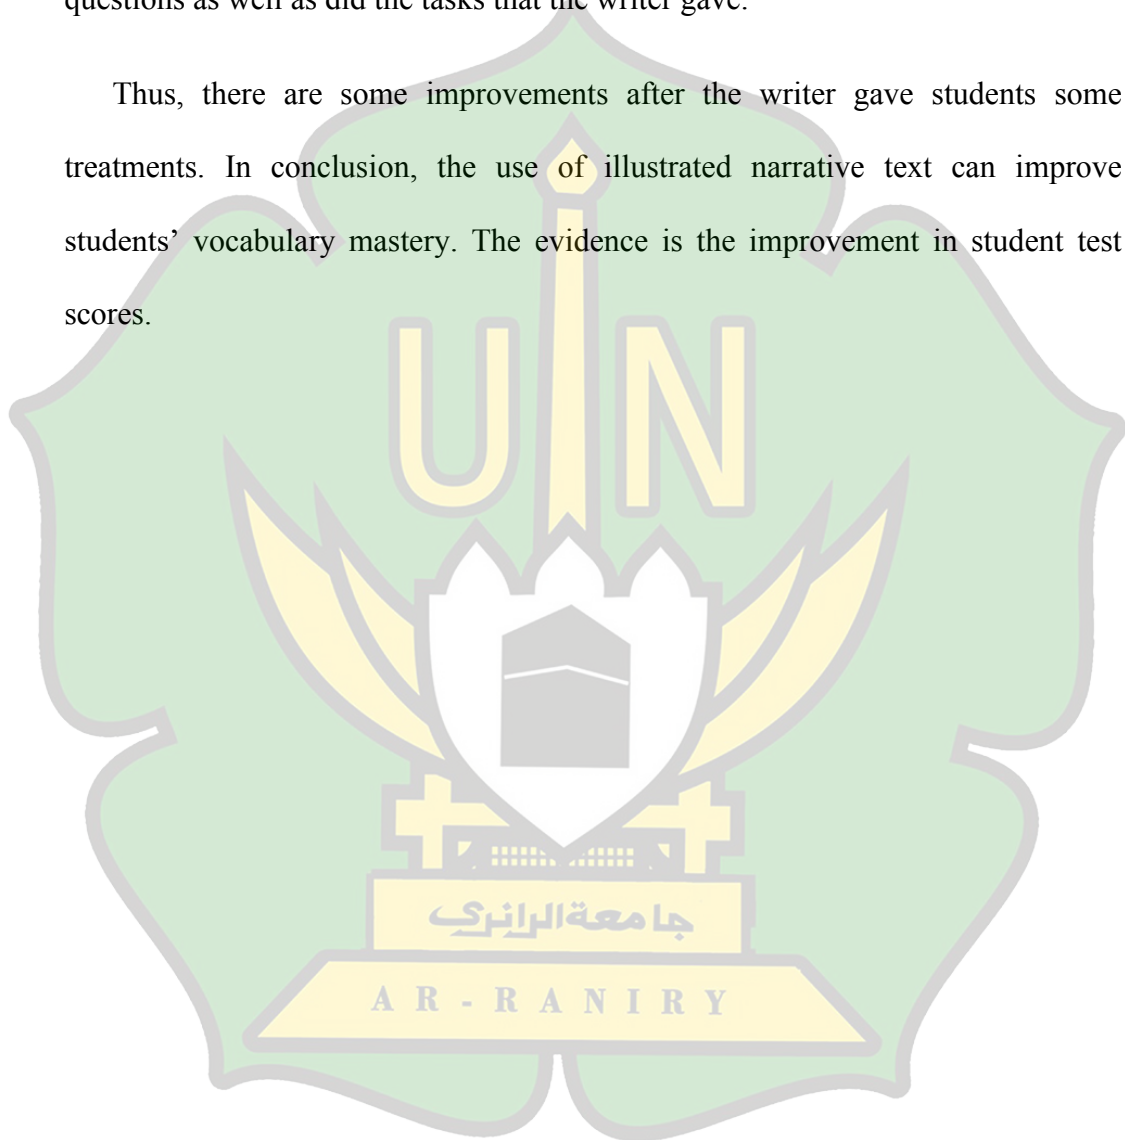 questions as well as did the tasks that the writer gave.
Thus, there are some improvements after the writer gave students some
treatments. In conclusion, the use of illustrated narrative text can improve
students’ vocabulary mastery. The evidence is the improvement in student test
scores.
UIN
جامعةالرانري
AR-RANIRY